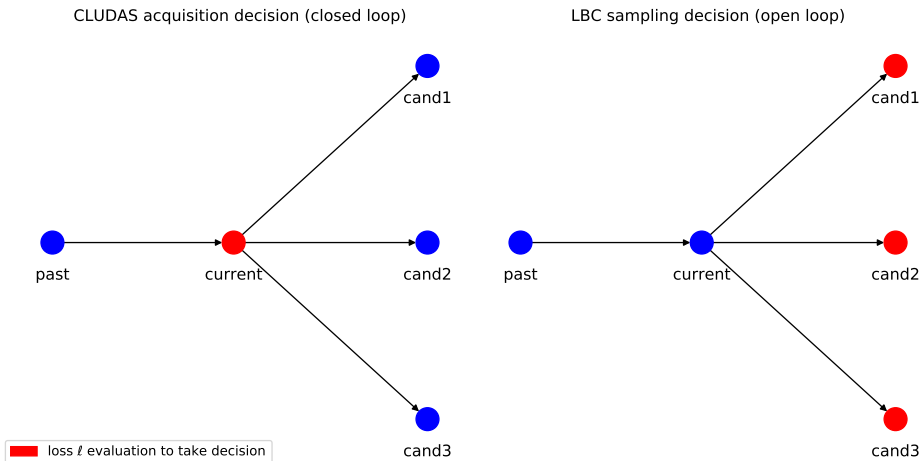 CLUDAS acquisition decision (closed loop)
cand1
past
current
cand2
cand3
loss ℓ evaluation to take decision
LBC sampling decision (open loop)
cand1
past
current
cand2
cand3